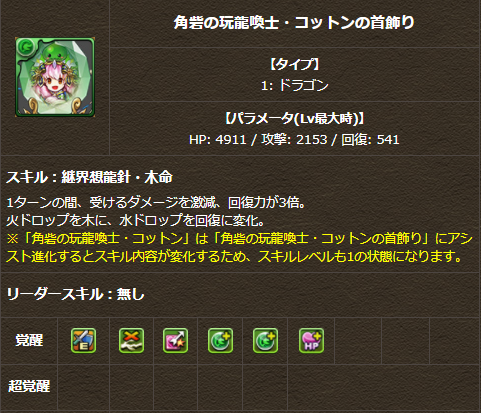 角砦の玩龍喚士・コットンの首飾り
【タイプ】
1: ドラゴン
【パラメータ(Lv最大時)】
HP: 4911 / 攻撃: 2153 / 回復: 541
スキル：継界想龍針・木命
1ターンの間、受けるダメージを激減、回復力が3倍。
火ドロップを木に、水ドロップを回復に変化。
※「角砦の玩龍喚士・コットン」は「角砦の玩龍喚士・コットンの首飾り」にアシ
スト進化するとスキル内容が変化するため、スキルレベルも1の状態になります。
リーダースキル：無し
覚醒
E
HP
超覚醒